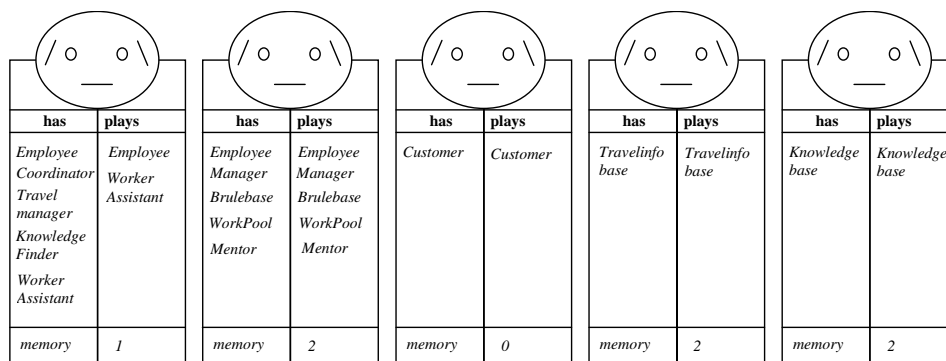 has plays
Employee
Coordinator
Travel
manager
Knowledge
Finder
Worker
Assistant
Employee
Worker
Assistant
memory 1
has plays
Employee
Manager
Brulebase
WorkPool
Mentor
Employee
Manager
Brulebase
WorkPool
Mentor
memory 2
has plays
Customer
Customer
memory 0
has plays
Travelinfo
base
Travelinfo
base
memory 2
has plays
Knowledge
base
Knowledge
base
memory 2